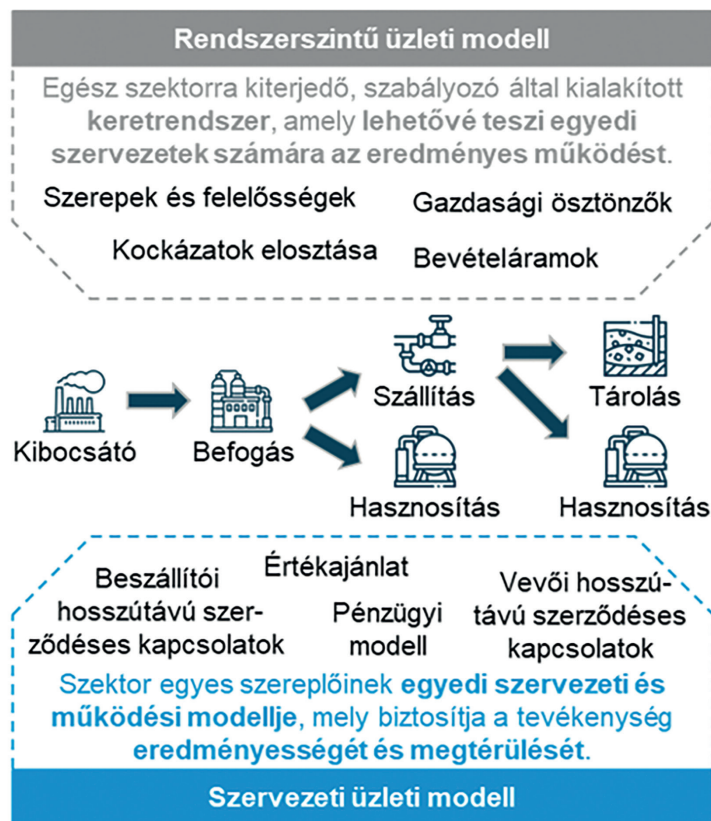 Rendszerszintű üzleti modell
Egész szektorra kiterjedő, szabályozó által kialakított
keretrendszer, amely lehetővé teszi egyedi
szervezetek számára az eredményes működést.
Szerepek és felelősségek
Gazdasági ösztönzők
Kockázatok elosztása
Bevételáramok
Kibocsátó
Befogás
Szállítás
Tárolás
Hasznosítás
Hasznosítás
Értékajánlat
Beszállítói
hosszútávú szer-
ződéses kapcsolatok
Pénzügyi
modell
Vevői hosszú-
távú szerződéses
kapcsolatok
Szektor egyes szereplőinek egyedi szervezeti és
működési modellje, mely biztosítja a tevékenység
eredményességét és megtérülését.
Szervezeti üzleti modell